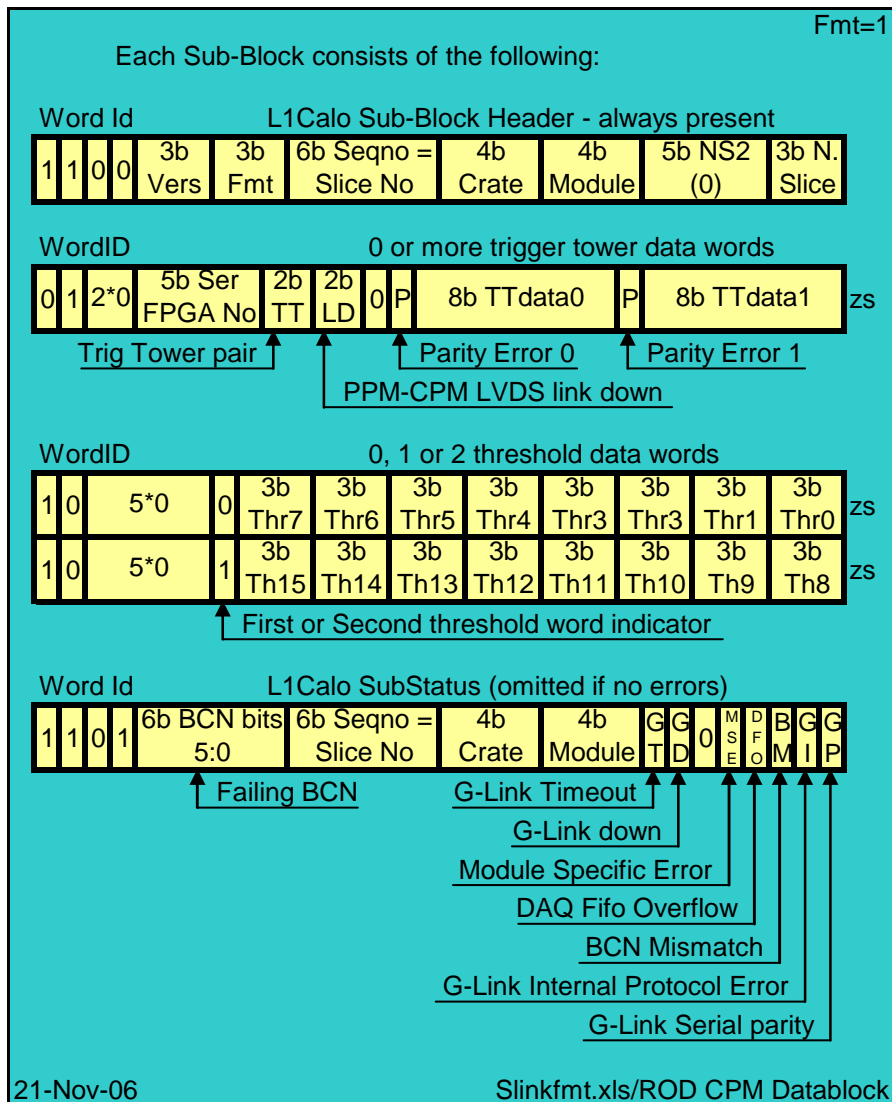 Fmt=1
Each Sub-Block consists of the following:
Word Id L1Calo Sub-Block Header - always present
1 1 0 0 3b Vers 3b Fmt 6b Seqno = Slice No 4b Crate 4b Module 5b NS2 (0) 3b N. Slice
WordID 0 or more trigger tower data words
0 1 2*0 5b Ser FPGA No 2b TT 2b LD 0 P 8b TTdata0 P 8b TTdata1 zs
Trig Tower pair Parity Error 0 Parity Error 1
PPM-CPM LVDS link down
WordID 0, 1 or 2 threshold data words
1 0 5*0 0 3b Thr7 3b Thr6 3b Thr5 3b Thr4 3b Thr3 3b Thr3 3b Thr1 3b Thr0 zs
1 0 5*0 1 3b Th15 3b Th14 3b Th13 3b Th12 3b Th11 3b Th10 3b Th9 3b Th8 zs
First or Second threshold word indicator
Word Id L1Calo SubStatus (omitted if no errors)
1 1 0 1 6b BCN bits 5:0 6b Seqno = Slice No 4b Crate 4b Module GT GD 0 MSE DFO BM GI GP
Failing BCN G-Link Timeout
G-Link down
Module Specific Error
DAQ Fifo Overflow
BCN Mismatch
G-Link Internal Protocol Error
G-Link Serial parity
21-Nov-06 Slinkfmt.xls/ROD CPM Datablock